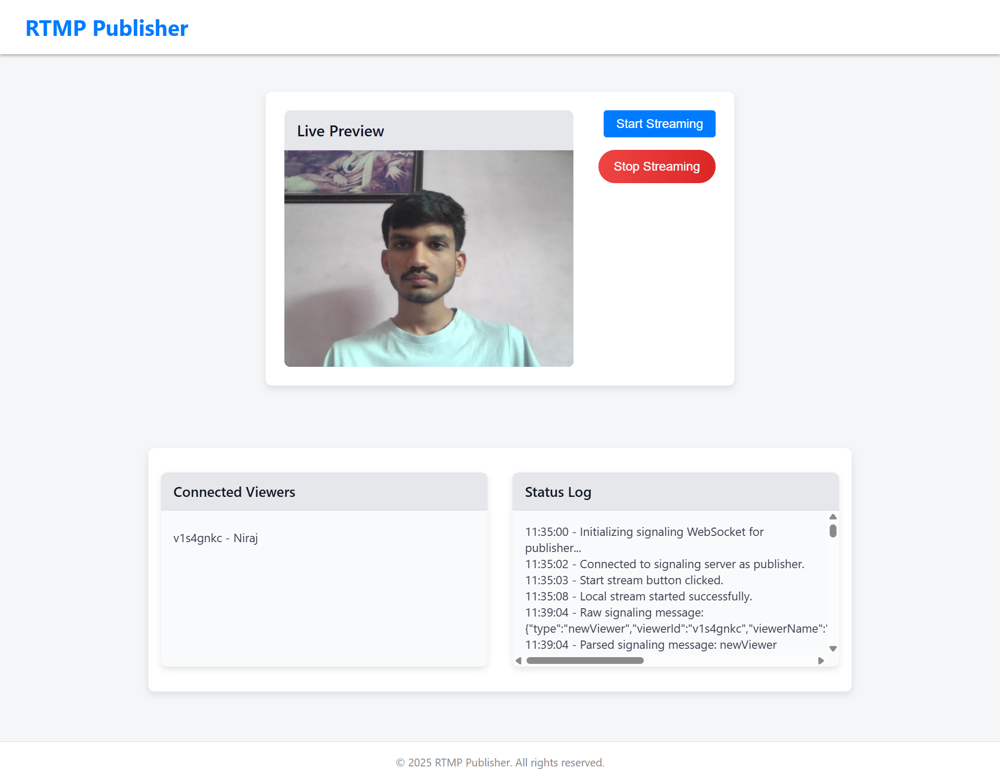 RTMP Publisher
Live Preview
Start Streaming
Stop Streaming
Connected Viewers
v1s4gnkc - Niraj
Status Log
11:35:00 - Initializing signaling WebSocket for
publisher...
11:35:02 - Connected to signaling server as publisher.
11:35:03 - Start stream button clicked.
11:35:08 - Local stream started successfully.
11:39:04 - Raw signaling message:
{"type":"newViewer","viewerId":"v1s4gnkc","viewerName":"
11:39:04 - Parsed signaling message: newViewer
© 2025 RTMP Publisher. All rights reserved.